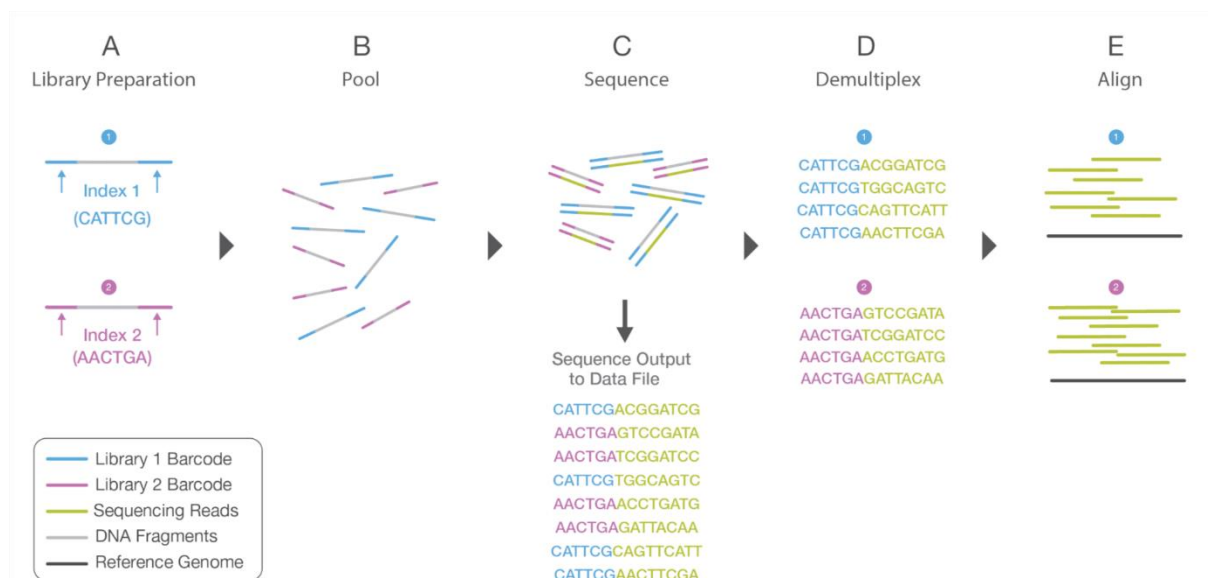 A
Library Preparation
1
Index 1
(CATTCG)
2
Index 2
(AACTGA)
B
Pool
C
Sequence
Sequence Output
to Data File
CATTCGACGGATCG
AACTGAGTCCGATA
AACTGATCGGATCC
CATTCGTGGCAGTC
AACTGAACCTGATG
AACTGAGATTACAA
CATTCGCAGTTCATT
CATTCGAACTTCGA
D
Demultiplex
1
CATTCGACGGATCG
CATTCGTGGCAGTC
CATTCGCAGTTCATT
CATTCGAACTTCGA
2
AACTGAGTCCGATA
AACTGATCGGATCC
AACTGAACCTGATG
AACTGAGATTACAA
E
Align
1
2
Library 1 Barcode
Library 2 Barcode
Sequencing Reads
DNA Fragments
Reference Genome